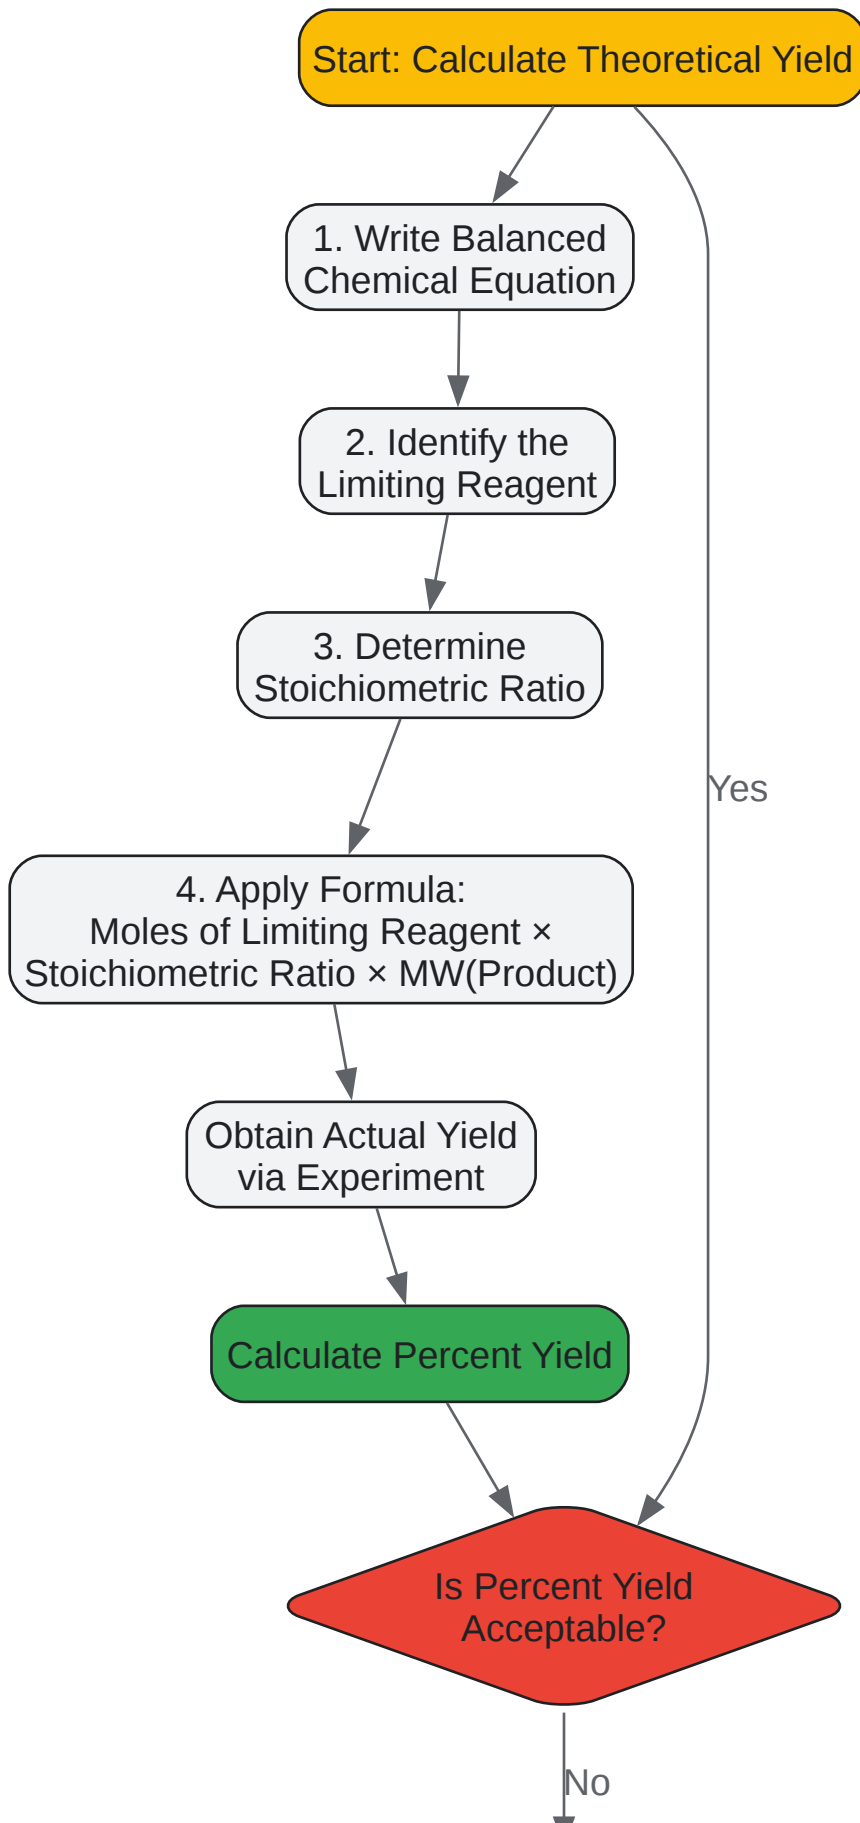 Start: Calculate Theoretical Yield
1. Write Balanced
Chemical Equation
2. Identify the
Limiting Reagent
3. Determine
Stoichiometric Ratio
Yes
4. Apply Formula:
Moles of Limiting Reagent ×
Stoichiometric Ratio × MW(Product)
Obtain Actual Yield
via Experiment
Calculate Percent Yield
Is Percent Yield
Acceptable?
No